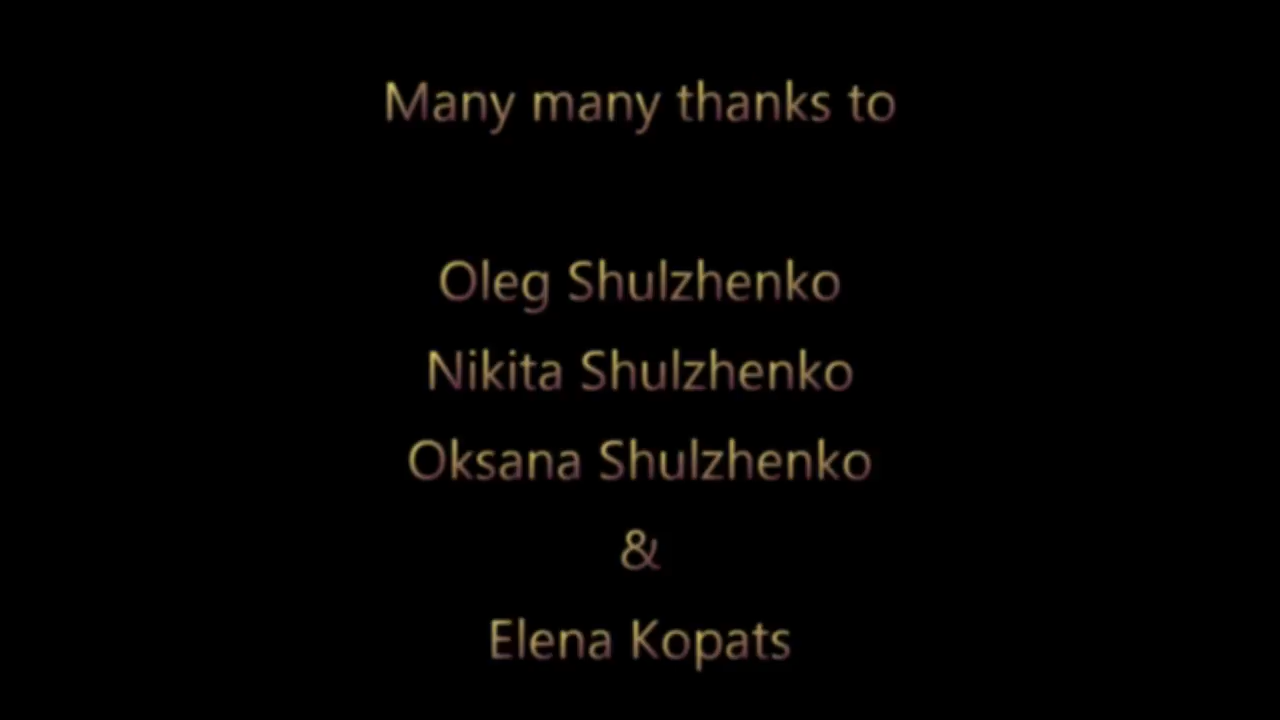 Many many thanks to
Oleg Shulzhenko
Nikita Shulzhenko
Oksana Shulzhenko
&
Elena Kopats